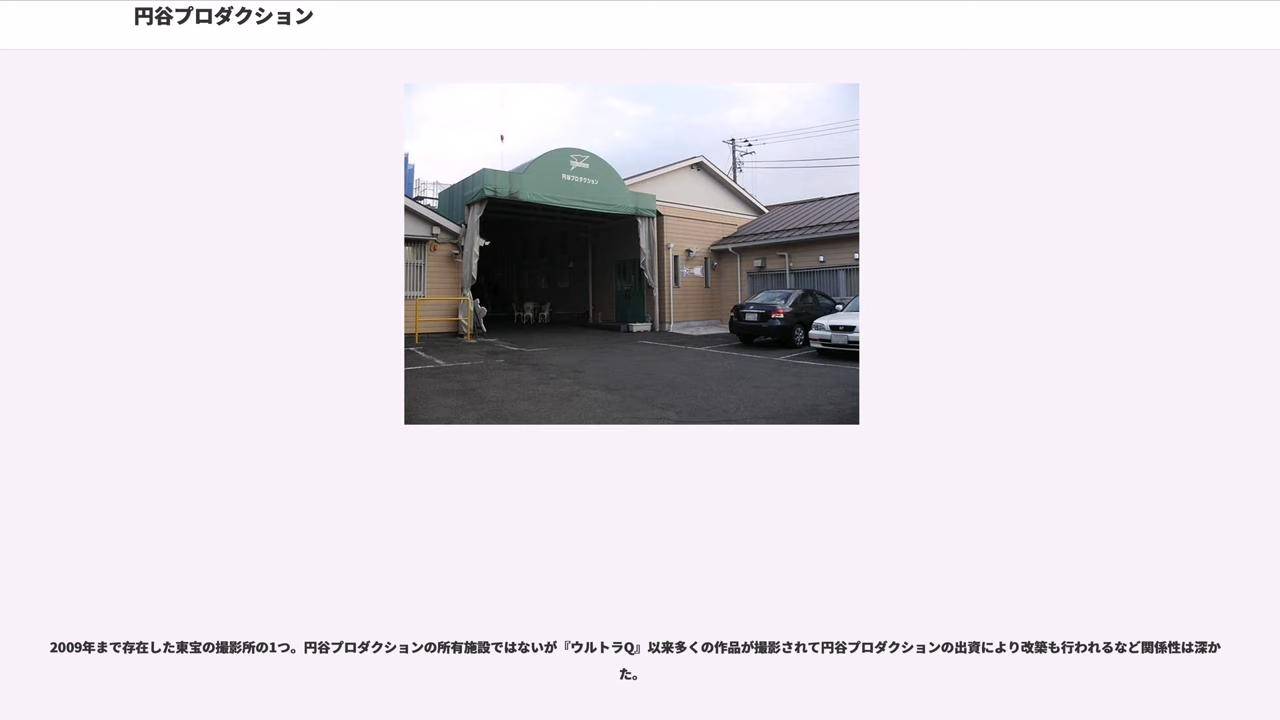 円谷プロダクション
円谷プロダクション
2009年まで存在した東宝の撮影所の1つ。円谷プロダクションの所有施設ではないが『ウルトラQ』以来多くの作品が撮影されて円谷プロダクションの出資により改築も行われるなど関係性は深か
た。